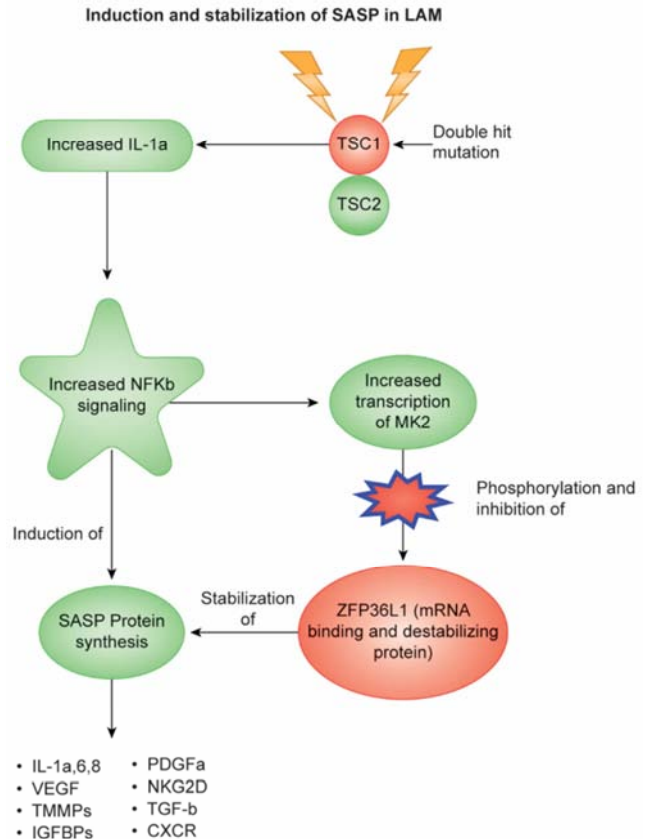 Induction and stabilization of SASP in LAM
Increased IL-1a
TSC1
Double hit
mutation
TSC2
Increased NFKb
signaling
Increased
transcription
of MK2
Phosphorylation and
inhibition of
Induction of
SASP Protein
synthesis
Stabilization
of
ZFP36L1 (mRNA
binding and destabilizing
protein)
• IL-1a,6,8
• VEGF
• TMMPs
• IGFBPs
• PDGFa
• NKG2D
• TGF-b
• CXCR